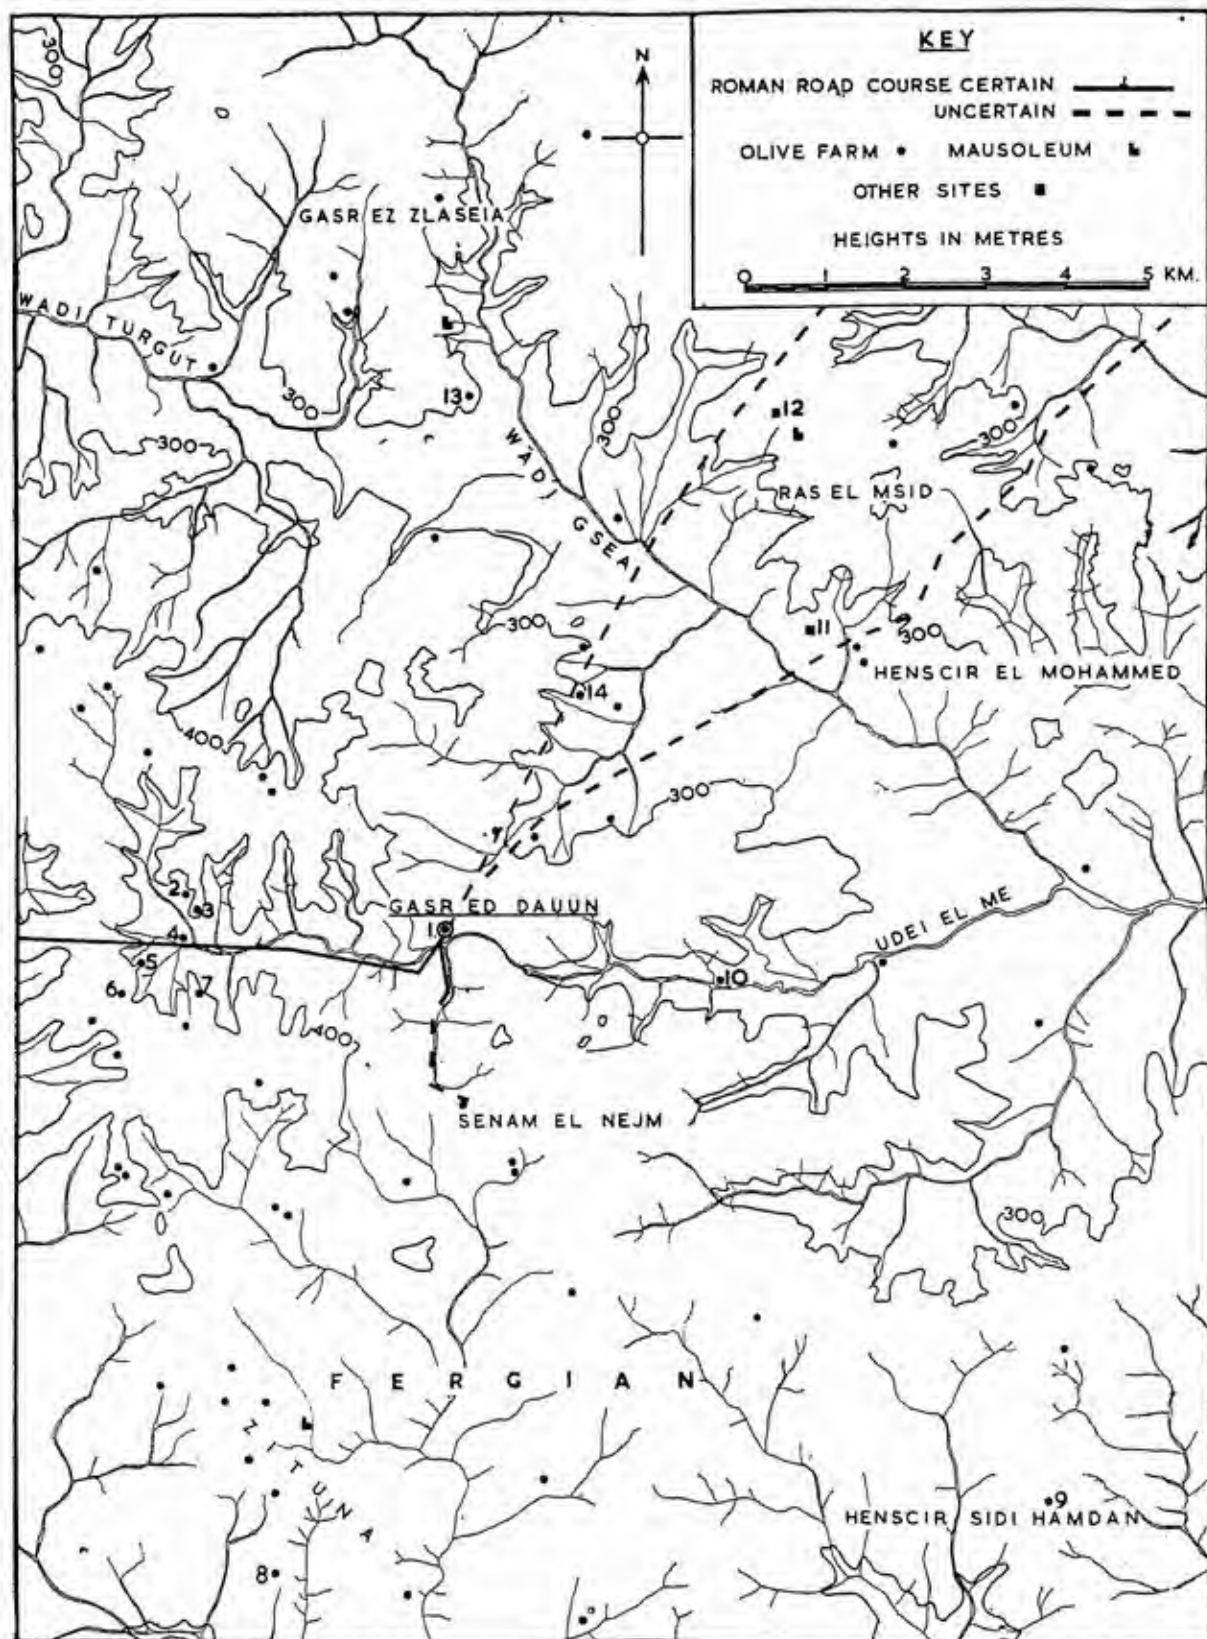 KEY
ROMAN ROAD COURSE CERTAIN
UNCERTAIN
OLIVE FARM
MAUSOLEUM
OTHER SITES
HEIGHTS IN METRES
0 1 2 3 4 5 KM.
N
300
GASR EZ ZLASEIA
WADI TURGUT
300
13
300
12
300
300
WADI GSEA
RAS EL MSID
300
11
300
HENSCIR EL MOHAMMED
14
400
300
2
3
GASR ED DAUUN
1
4
UDEI EL ME
5
6
7
10
400
SENAM EL NEJM
300
FERGIAN
ZITUNA
9
HENSCIR SIDI HAMDAN
8